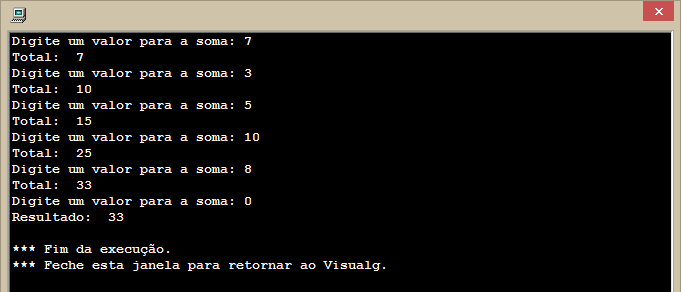 Digite um valor para a soma: 7
Total:  7
Digite um valor para a soma: 3
Total:  10
Digite um valor para a soma: 5
Total:  15
Digite um valor para a soma: 10
Total:  25
Digite um valor para a soma: 8
Total:  33
Digite um valor para a soma: 0
Resultado:  33
*** Fim da execução.
*** Feche esta janela para retornar ao Visualg.